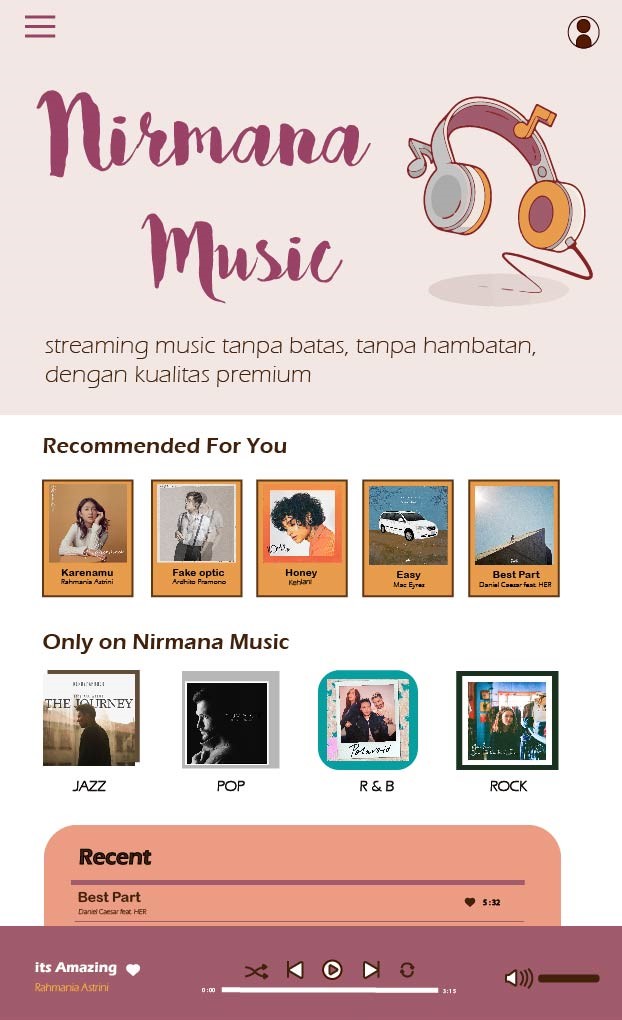 Nirmana
Music
streaming music tanpa batas, tanpa hambatan,
dengan kualitas premium
Recommended For You
Karenamu
Rahmania Astrini
Fake optic
Ardhito Pramono
Honey
Kehlani
Easy
Mac Eyres
Best Part
Daniel Caesar feat. HER
Only on Nirmana Music
THE JOURNEY
Polaroid
JAZZ
POP
R & B
ROCK
Recent
Best Part
Daniel Caesar feat. HER
5:32
its Amazing
Rahmania Astrini
0:00
3:15